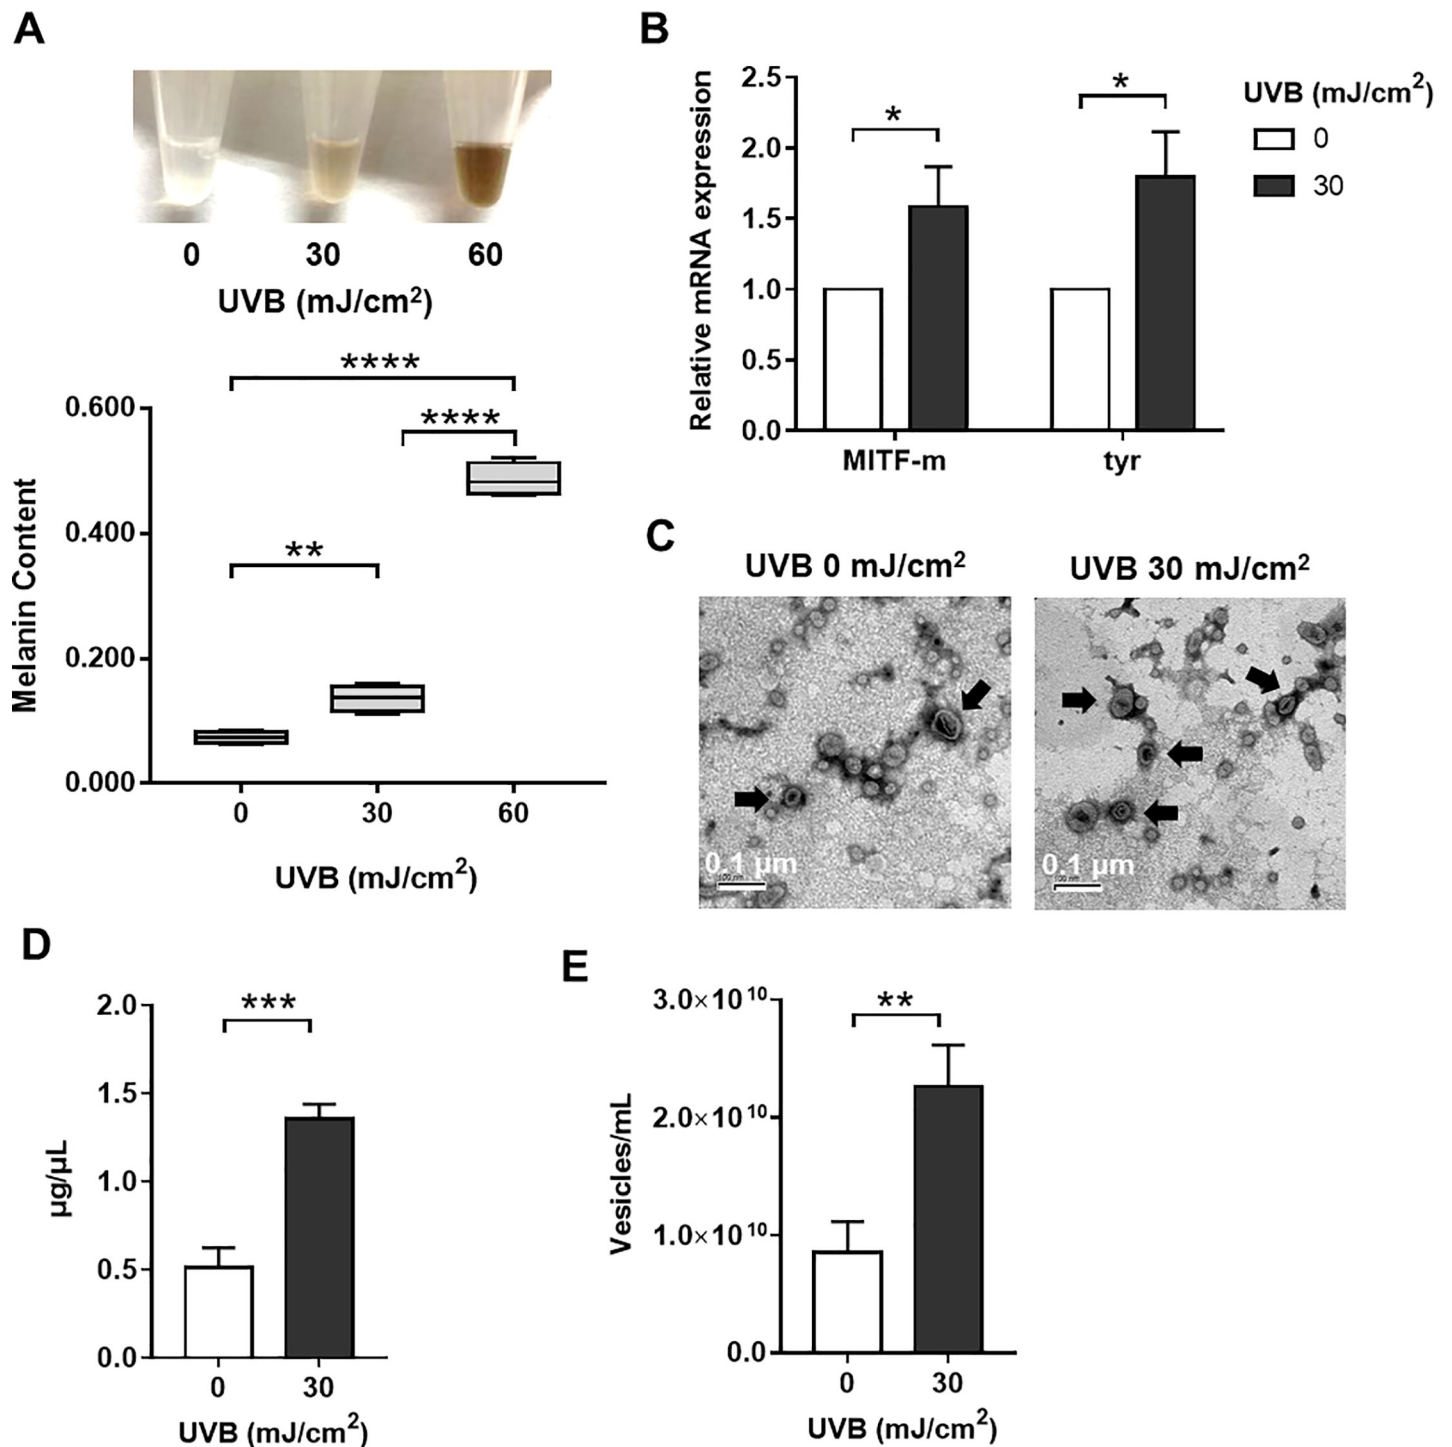 A
0 30 60
UVB (mJ/cm²)
****
****
**
0.600
0.400
0.200
0.000
Melanin Content
0 30 60
UVB (mJ/cm²)
B
2.5
2.0
1.5
1.0
0.5
0.0
Relative mRNA expression
*
*
MITF-m tyr
UVB (mJ/cm²)
0
30
C
UVB 0 mJ/cm² UVB 30 mJ/cm²
0.1 µm 0.1 µm
100 nm 100 nm
D
2.0
1.5
1.0
0.5
0.0
µg/µL
***
0 30
UVB (mJ/cm²)
E
3.0×10¹⁰
2.0×10¹⁰
1.0×10¹⁰
0.0
Vesicles/mL
**
0 30
UVB (mJ/cm²)